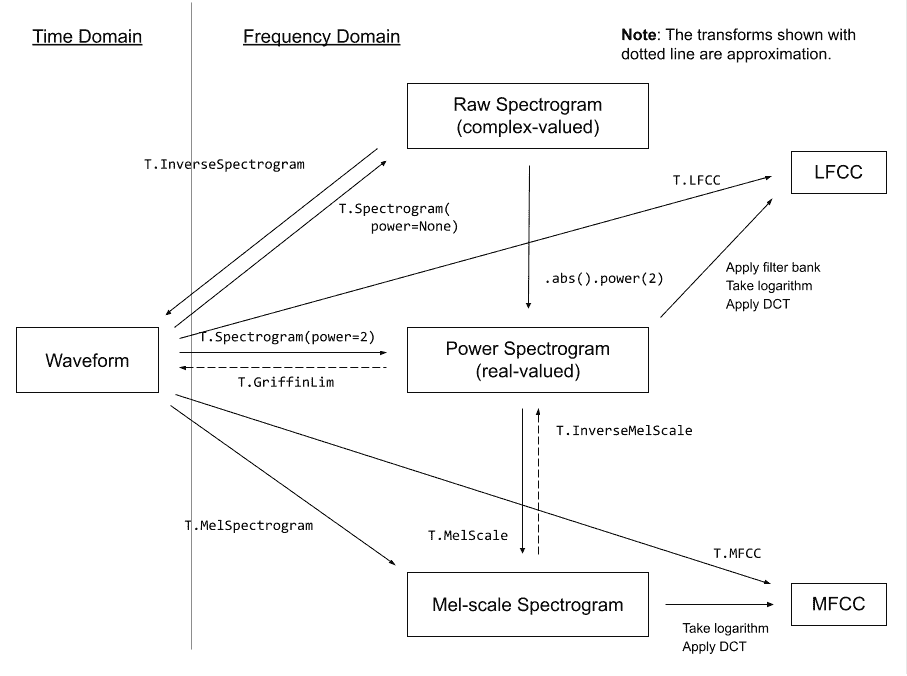 Time Domain
Frequency Domain
Note: The transforms shown with
dotted line are approximation.
Raw Spectrogram
(complex-valued)
T.InverseSpectrogram
T.LFCC
LFCC
T.Spectrogram(
power=None)
.abs().power(2)
Apply filter bank
Take logarithm
Apply DCT
Waveform
T.Spectrogram(power=2)
T.GriffinLim
Power Spectrogram
(real-valued)
T.InverseMelScale
T.MelSpectrogram
T.MelScale
T.MFCC
Mel-scale Spectrogram
MFCC
Take logarithm
Apply DCT